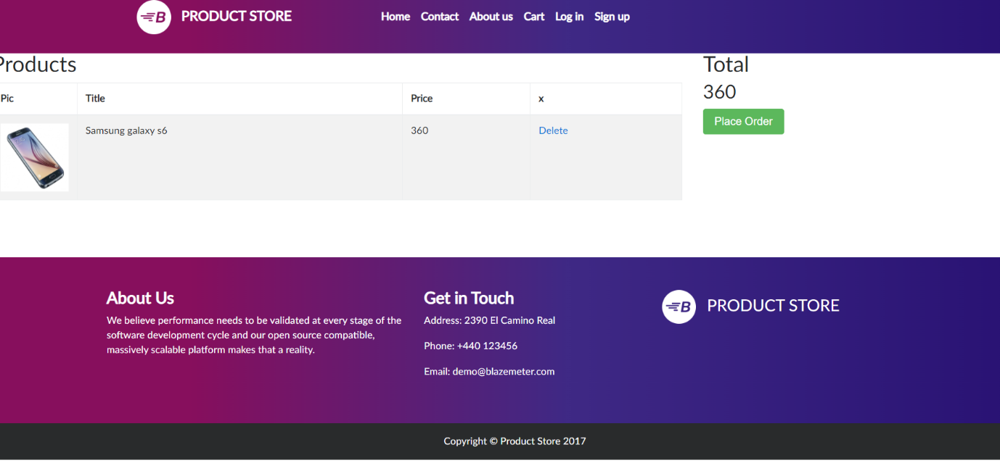 B PRODUCT STORE Home Contact About us Cart Log in Sign up
Products
Total
360
Pic Title Price x
Samsung galaxy s6 360 Delete
Place Order
About Us
We believe performance needs to be validated at every stage of the
software development cycle and our open source compatible,
massively scalable platform makes that a reality.
Get in Touch
Address: 2390 El Camino Real
Phone: +440 123456
Email: demo@blazemeter.com
B PRODUCT STORE
Copyright © Product Store 2017